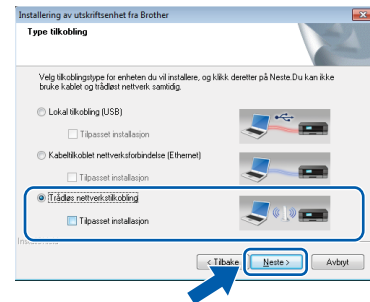 Installering av utskriftsenhet fra Brother
Type tilkobling
Velg tilkoblingstype for enheten du vil installere, og klikk deretter på Neste.Du kan ikke
bruke kablet og trådløst nettverk samtidig.
Lokal tilkobling (USB)
Tilpasset installasjon
Kabeltilkoblet nettverksforbindelse (Ethernet)
Tilpasset installasjon
Trådløs nettverkstilkobling
Tilpasset installasjon
< Tilbake Neste > Avbryt